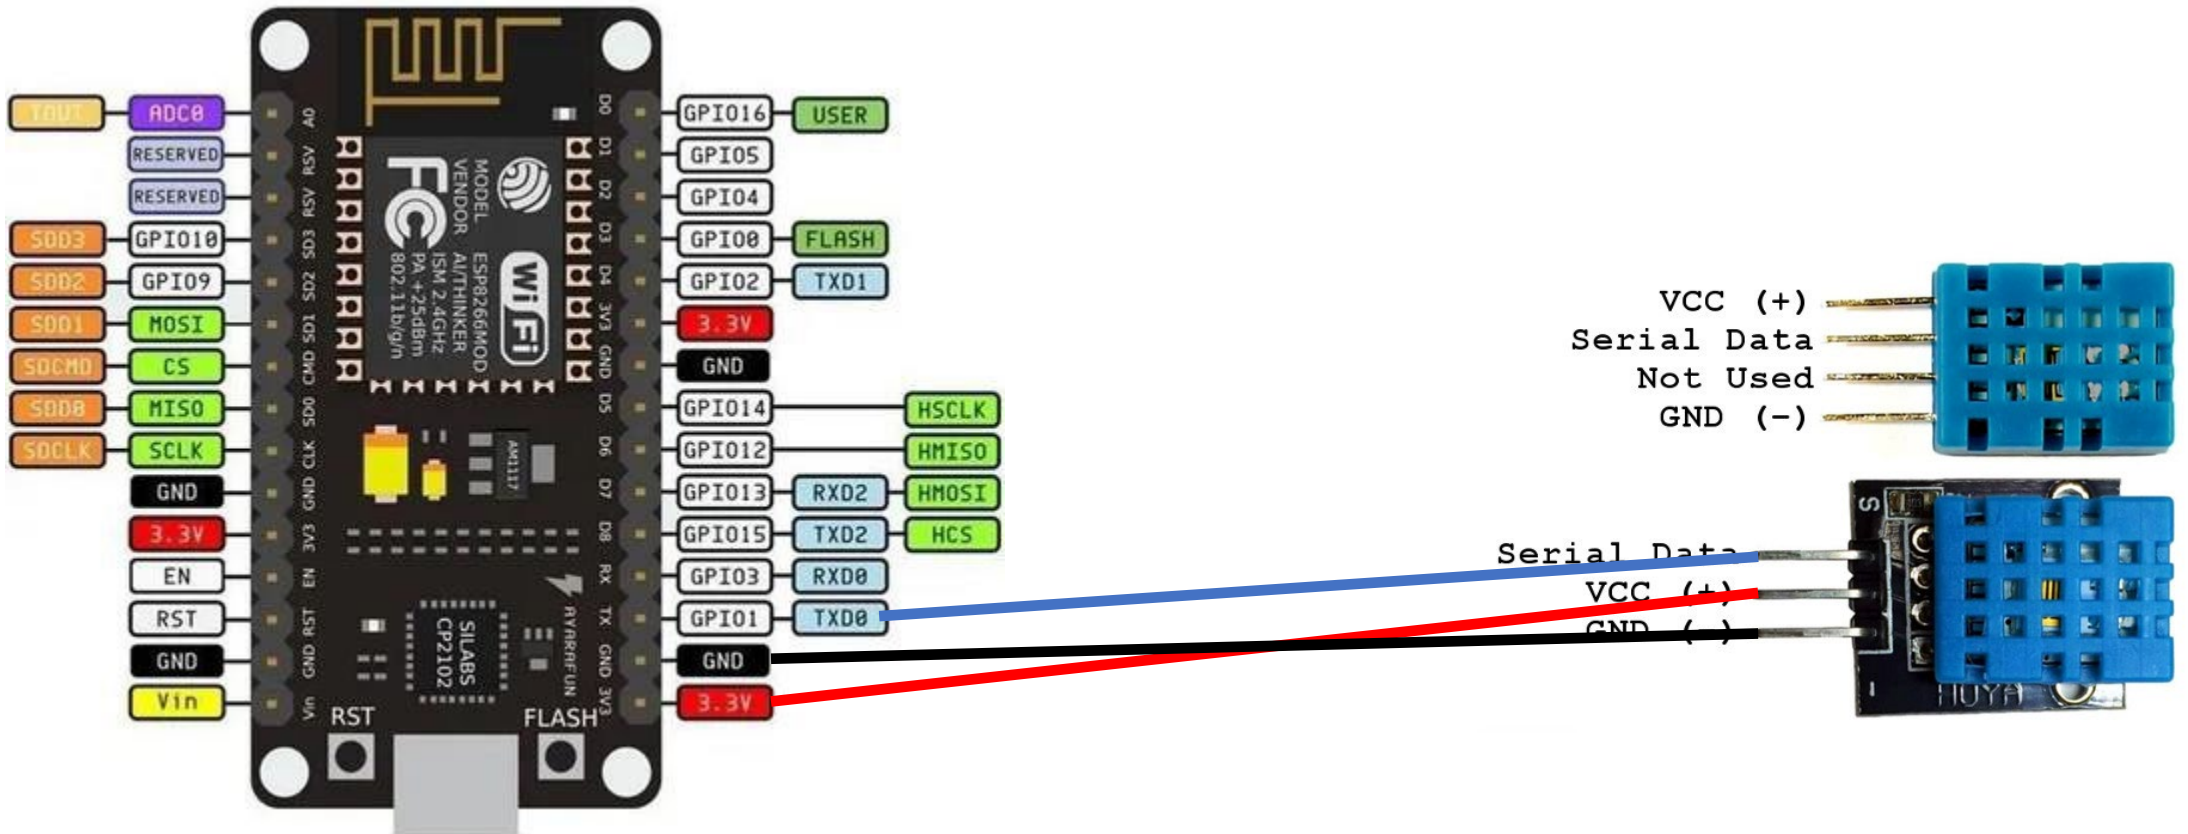 TOUT ADC0 A0 D0 GPIO16 USER
RESERVED RSV D1 GPIO5
RESERVED RSV D2 GPIO4
SDD3 GPIO10 SD3 D3 GPIO0 FLASH
SDD2 GPIO9 SD2 D4 GPIO2 TXD1
SDD1 MOSI SD1 3V3 3.3V
SDCMD CS CMD GND GND
SDD0 MISO SD0 D5 GPIO14 HSCLK
SDCLK SCLK CLK D6 GPIO12 HMISO
GND GND D7 GPIO13 RXD2 HMOSI
3.3V 3V3 D8 GPIO15 TXD2 HCS
EN EN RX GPIO3 RXD0
RST RST TX GPIO1 TXD0
GND GND GND GND
Vin Vin 3V3 3.3V
MODEL
VENDOR
ESP8266MOD
AI/THINKER
ISM 2.4GHz
PA +25dBm
802.11b/g/n
FC
Wi Fi
AM1117
SILABS
CP2102
AYARAFUN
RST
FLASH
VCC (+)
Serial Data
Not Used
GND (−)
Serial Data
VCC (+)
GND (−)
S
-
HUYA